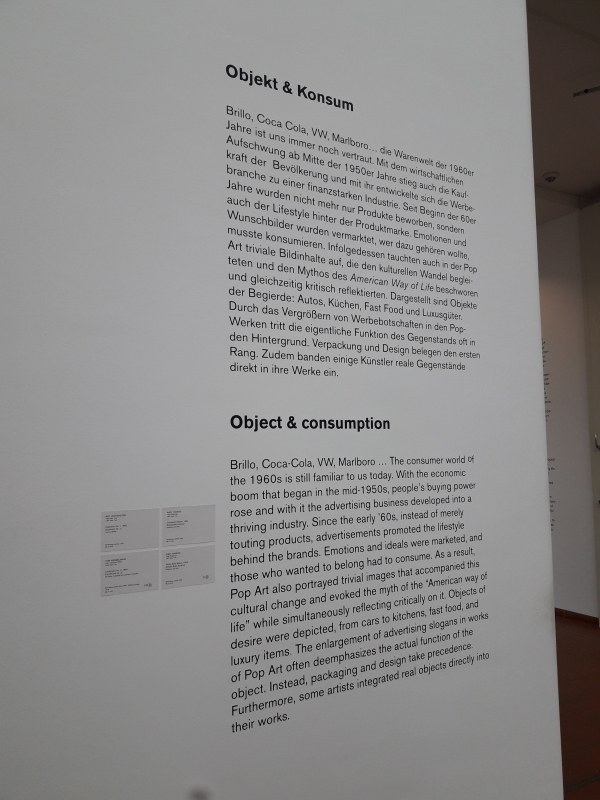 Objekt & Konsum
Brillo, Coca Cola, VW, Marlboro... die Warenwelt der 1960er
Jahre ist uns immer noch vertraut. Mit dem wirtschaftlichen
Aufschwung ab Mitte der 1950er Jahre stieg auch die Kauf-
kraft der Bevölkerung und mit ihr entwickelte sich die Werbe-
branche zu einer finanzstarken Industrie. Seit Beginn der 60er
Jahre wurden nicht mehr nur Produkte beworben, sondern
auch der Lifestyle hinter der Produktmarke. Emotionen und
Wunschbilder wurden vermarktet, wer dazu gehören wollte,
musste konsumieren. Infolgedessen tauchten auch in der Pop
Art triviale Bildinhalte auf, die den kulturellen Wandel beglei-
teten und den Mythos des American Way of Life beschworen
und gleichzeitig kritisch reflektierten. Dargestellt sind Objekte
der Begierde: Autos, Küchen, Fast Food und Luxusgüter.
Durch das Vergrößern von Werbebotschaften in den Pop-
Werken tritt die eigentliche Funktion des Gegenstands oft in
den Hintergrund. Verpackung und Design belegen den ersten
Rang. Zudem banden einige Künstler reale Gegenstände
direkt in ihre Werke ein.
Object & consumption
Brillo, Coca-Cola, VW, Marlboro ... The consumer world of
the 1960s is still familiar to us today. With the economic
boom that began in the mid-1950s, people's buying power
rose and with it the advertising business developed into a
thriving industry. Since the early '60s, instead of merely
touting products, advertisements promoted the lifestyle
behind the brands. Emotions and ideals were marketed, and
those who wanted to belong had to consume. As a result,
Pop Art also portrayed trivial images that accompanied this
cultural change and evoked the myth of the "American way of
life" while simultaneously reflecting critically on it. Objects of
desire were depicted, from cars to kitchens, fast food, and
luxury items. The enlargement of advertising slogans in works
of Pop Art often deemphasizes the actual function of the
object. Instead, packaging and design take precedence.
Furthermore, some artists integrated real objects directly into
their works.